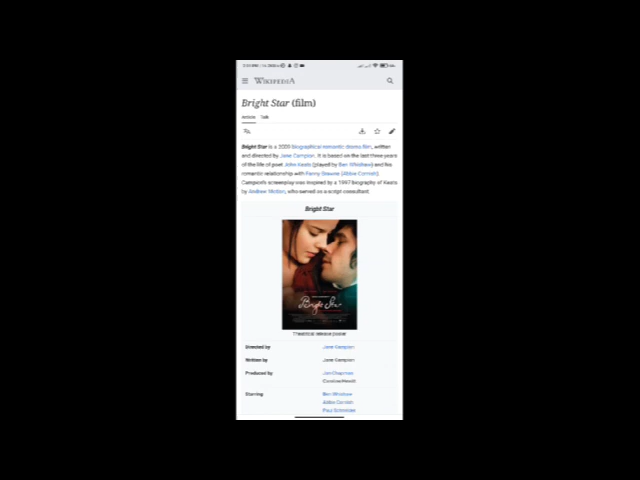 WIKIPEDIA
Bright Star (film)
Article Talk
Bright Star is a 2009 biographical romantic drama film, written
and directed by Jane Campion. It is based on the last three years
of the life of poet John Keats (played by Ben Whishaw) and his
romantic relationship with Fanny Brawne (Abbie Cornish).
Campion's screenplay was inspired by a 1997 biography of Keats
by Andrew Motion, who served as a script consultant.
Bright Star
Bright Star
Theatrical release poster
Directed by Jane Campion
Written by Jane Campion
Produced by Jan Chapman
Caroline Hewitt
Starring Ben Whishaw
Abbie Cornish
Paul Schneider